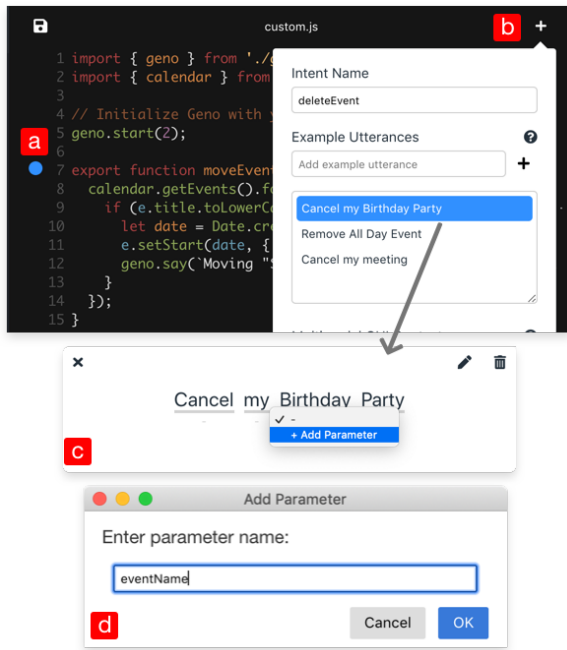 custom.js
b
+
1 import { geno } from './
2 import { calendar } from
3
4 // Initialize Geno with
5 geno.start(2);
6
7 export function moveEven
8 calendar.getEvents().fo
9 if (e.title.toLowerCa
10 let date = Date.cr
11 e.setStart(date, {
12 geno.say(`Moving "
13 }
14 });
15 }
a
Intent Name
deleteEvent
Example Utterances
?
Add example utterance
+
Cancel my Birthday Party
Remove All Day Event
Cancel my meeting
Cancel my Birthday Party
✓ -
+ Add Parameter
c
Add Parameter
Enter parameter name:
eventName
d
Cancel
OK